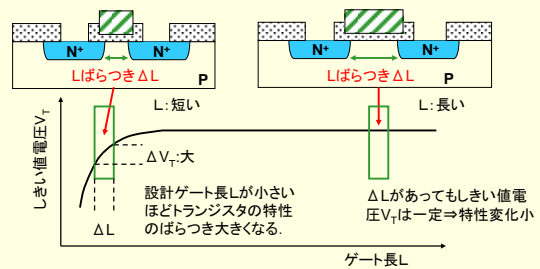 N⁺ N⁺
P
Lばらつき ΔL
L:短い
N⁺ N⁺
P
Lばらつき ΔL
L:長い
しきい値電圧V_T
ΔV_T:大
設計ゲート長Lが小さい
ほどトランジスタの特性
のばらつき大きくなる.
ΔL
ΔLがあってもしきい値電
圧V_Tは一定⇒特性変化小
ゲート長L